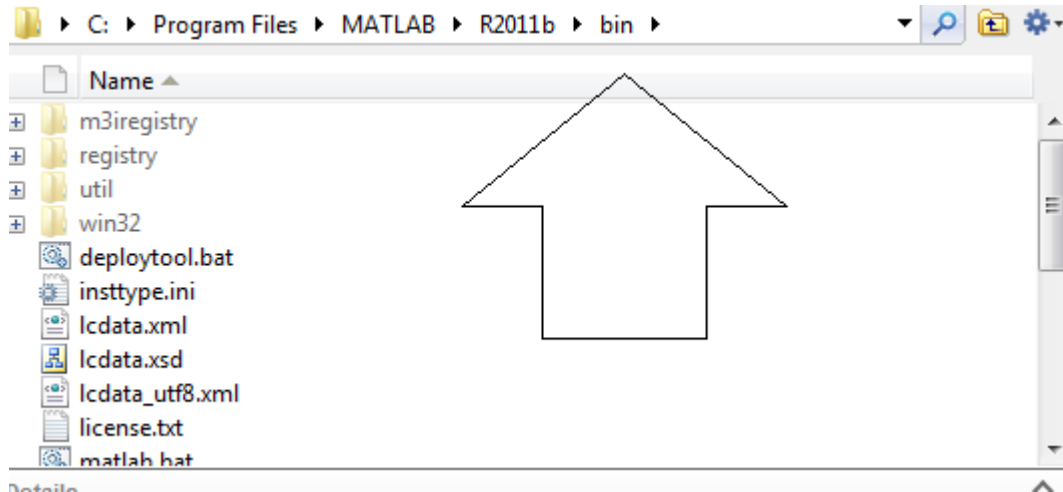 C: Program Files MATLAB R2011b bin
Name
m3iregistry
registry
util
win32
deploytool.bat
insttype.ini
lcdata.xml
lcdata.xsd
lcdata_utf8.xml
license.txt
matlab.bat
Details